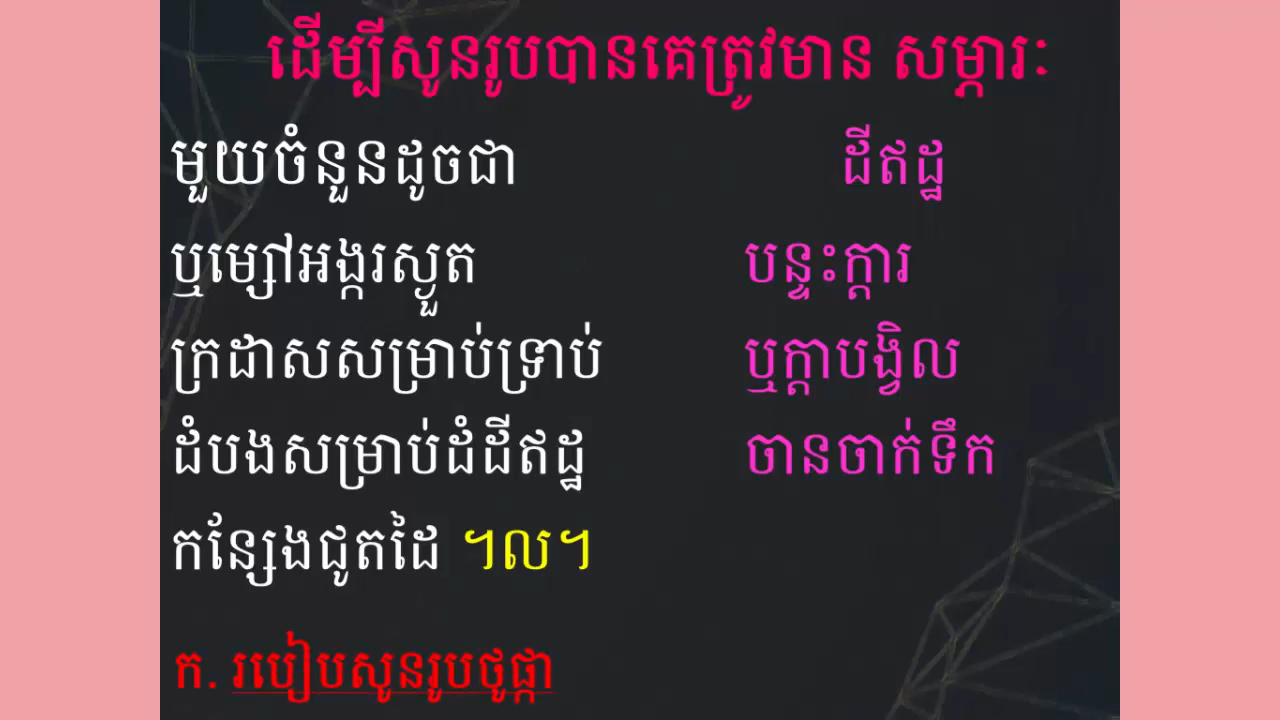 ដើម្បីសូនរូបបានគេត្រូវមាន សម្ភារៈ
មួយចំនួនដូចជា ដីឥដ្ឋ
ឬម្សៅអង្ករស្ងួត បន្ទះក្តារ
ក្រដាសសម្រាប់ទ្រាប់ ឬក្តាបង្វិល
ដំបងសម្រាប់ដំដីឥដ្ឋ ចានចាក់ទឹក
កន្សែងជូតដៃ ។ល។
ក. របៀបសូនរូបថូផ្កា